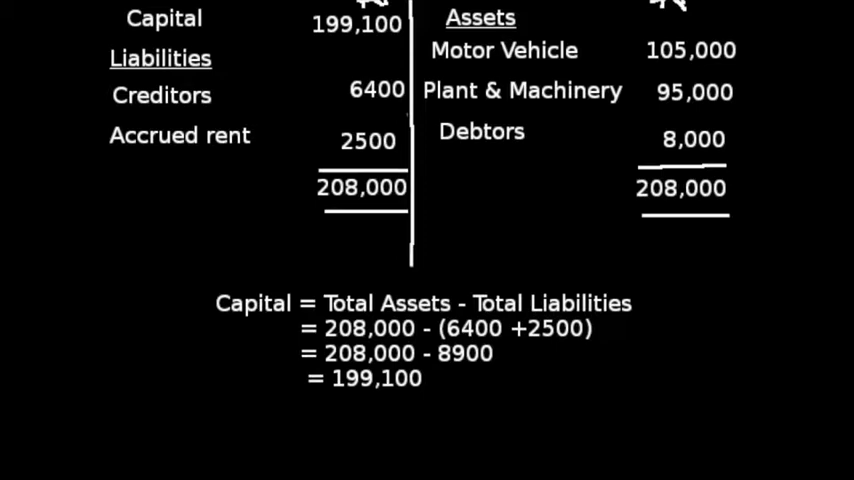 Capital 199,100
Liabilities
Creditors 6400
Accrued rent 2500
208,000
Assets
Motor Vehicle 105,000
Plant & Machinery 95,000
Debtors 8,000
208,000
Capital = Total Assets - Total Liabilities
= 208,000 - (6400 +2500)
= 208,000 - 8900
= 199,100